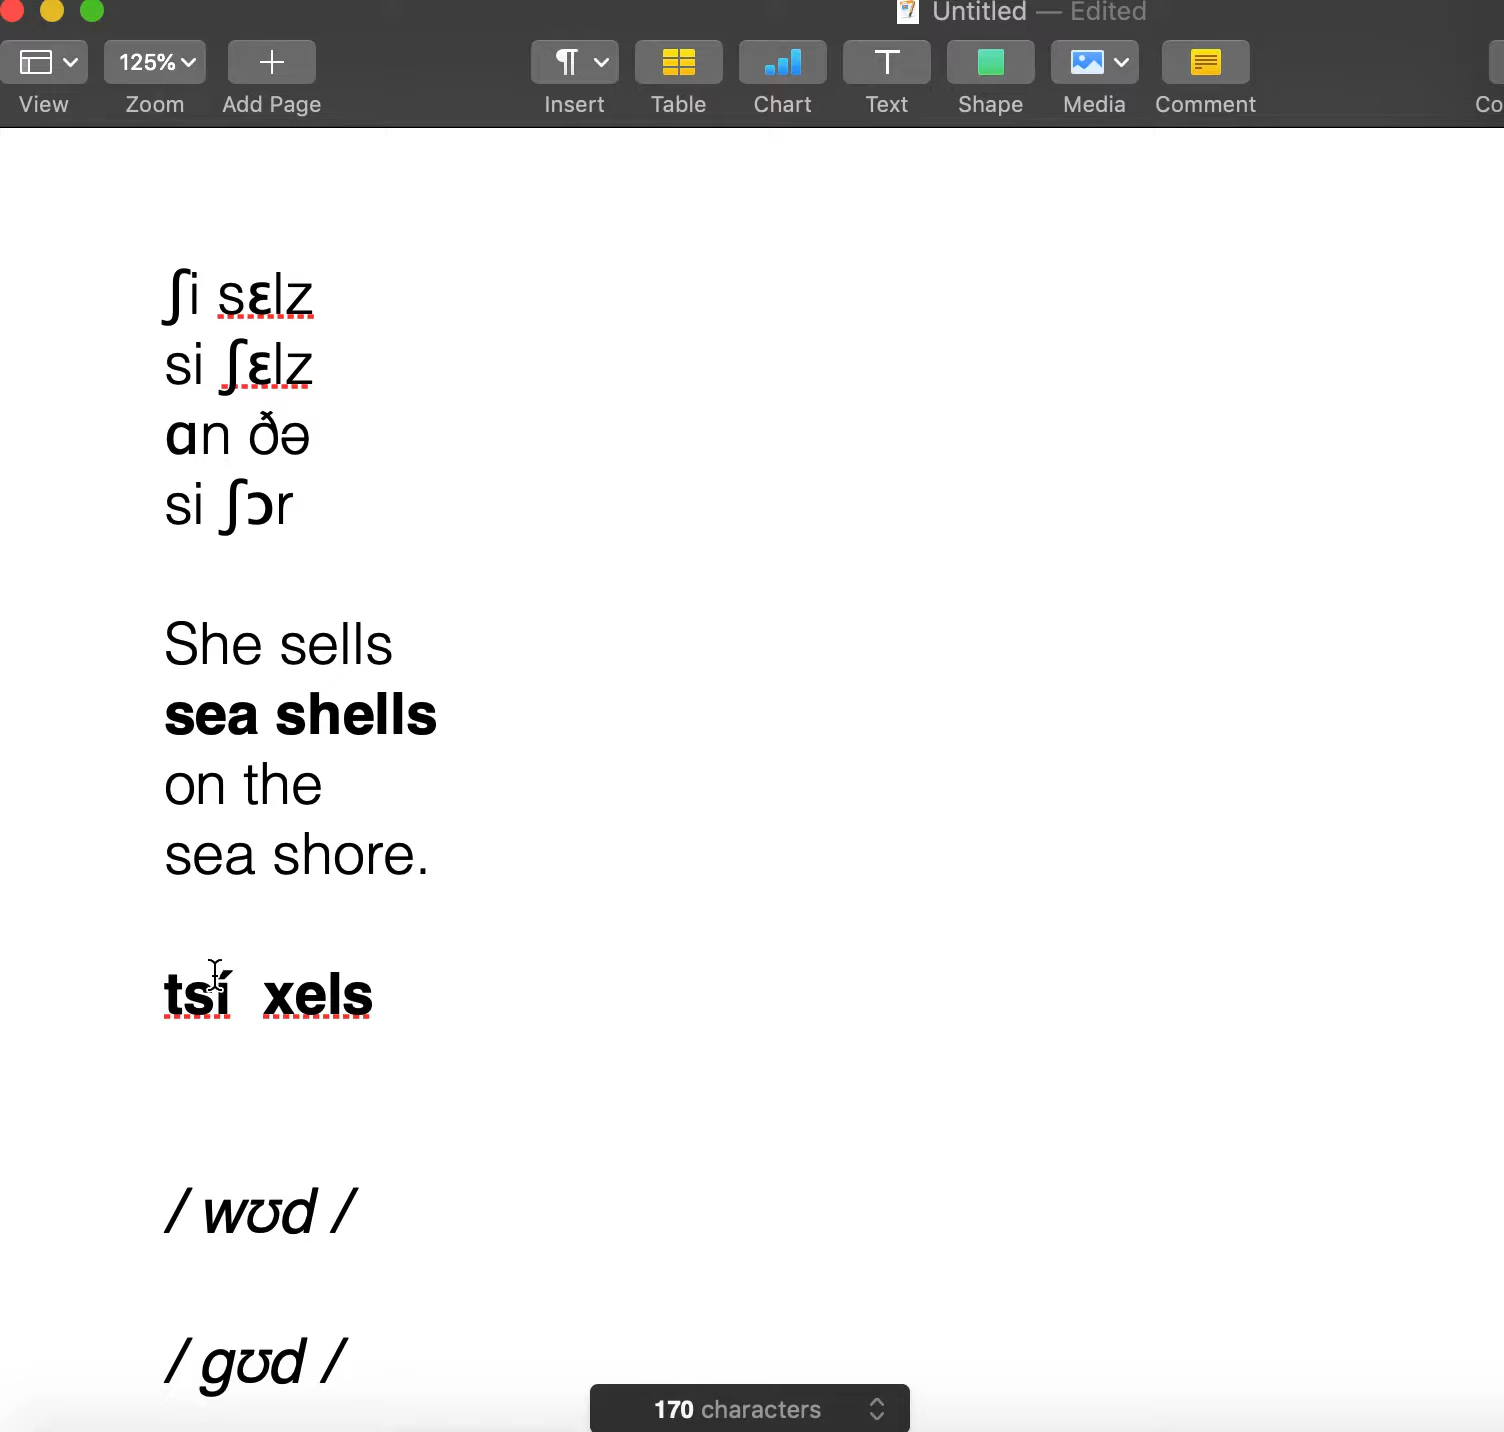 Untitled — Edited
125%
View Zoom Add Page Insert Table Chart Text Shape Media Comment
ʃi sɛlz
si ʃɛlz
ɑn ðə
si ʃɔr
She sells
sea shells
on the
sea shore.
tsí xels
/ wʊd /
/ gʊd /
170 characters